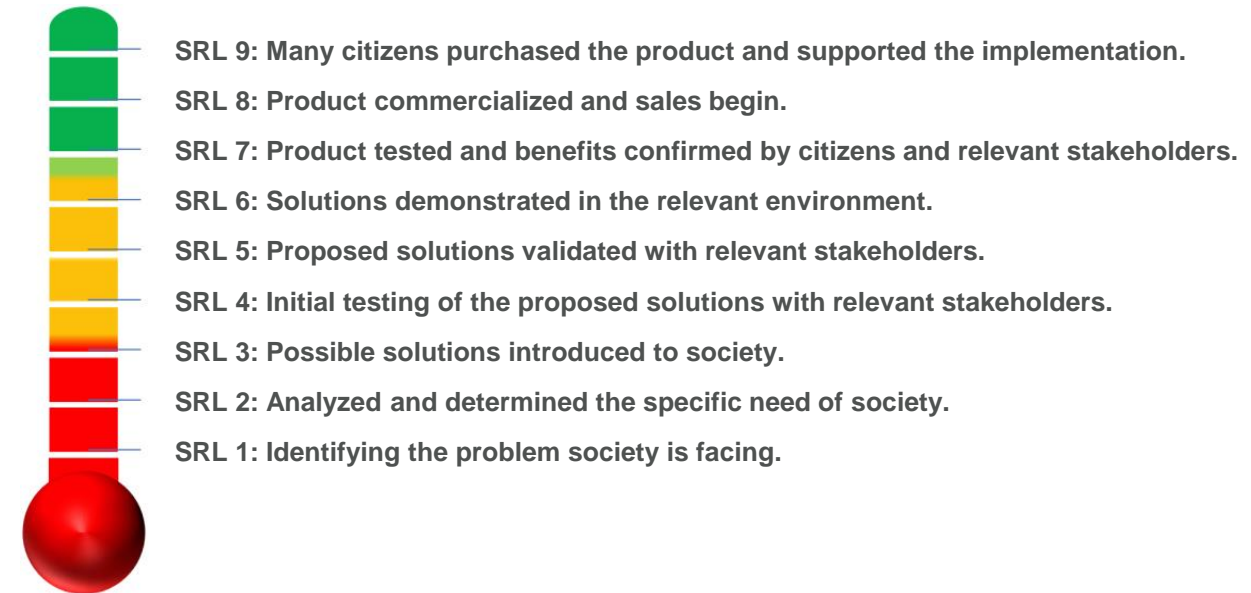 SRL 9: Many citizens purchased the product and supported the implementation.
SRL 8: Product commercialized and sales begin.
SRL 7: Product tested and benefits confirmed by citizens and relevant stakeholders.
SRL 6: Solutions demonstrated in the relevant environment.
SRL 5: Proposed solutions validated with relevant stakeholders.
SRL 4: Initial testing of the proposed solutions with relevant stakeholders.
SRL 3: Possible solutions introduced to society.
SRL 2: Analyzed and determined the specific need of society.
SRL 1: Identifying the problem society is facing.